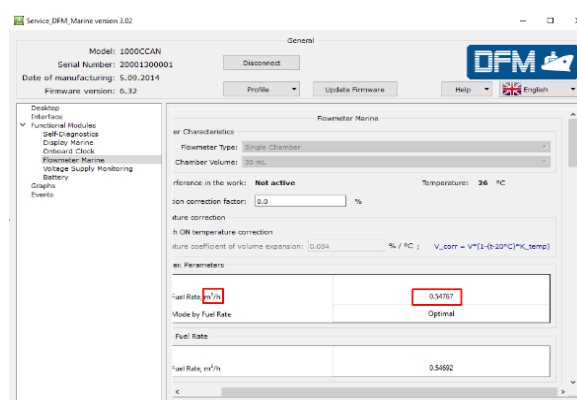 Service_DFM_Marine version 3.02
General
Model: 1000CCAN
Serial Number: 20001300001
Disconnect
DFM
Date of manufacturing: 5.09.2014
Firmware version: 6.32
Profile
Update Firmware
Help
English
Desktop
Interface
Functional Modules
Self-Diagnostics
Display Marine
Onboard Clock
Flowmeter Marine
Voltage Supply Monitoring
Battery
Graphs
Events
Flowmeter Marine
er Characteristics
Flowmeter Type: Single Chamber
Chamber Volume: 30 mL
rference in the work: Not active
Temperature: 26 °C
ion correction factor: 0.0 %
ature correction
h ON temperature correction
ature coefficient of volume expansion: 0.084 % / °C ; V_corr = V*(1-(t-20°C)*K_temp)
er. Parameters
Fuel Rate, m³/h 0.54767
Mode by Fuel Rate Optimal
Fuel Rate
Fuel Rate, m³/h 0.54692